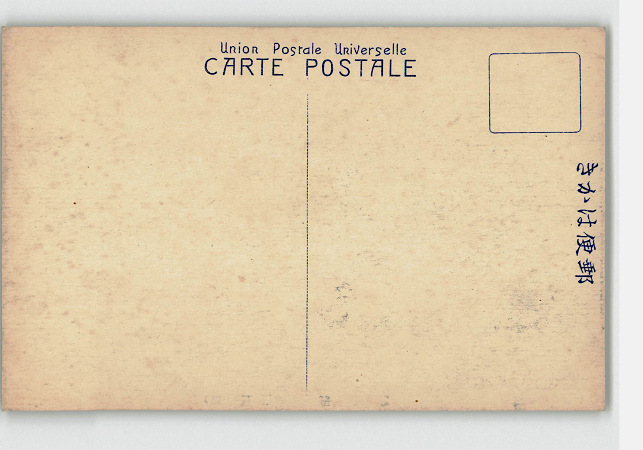 Union Postale Universelle
CARTE POSTALE
きかは便郵